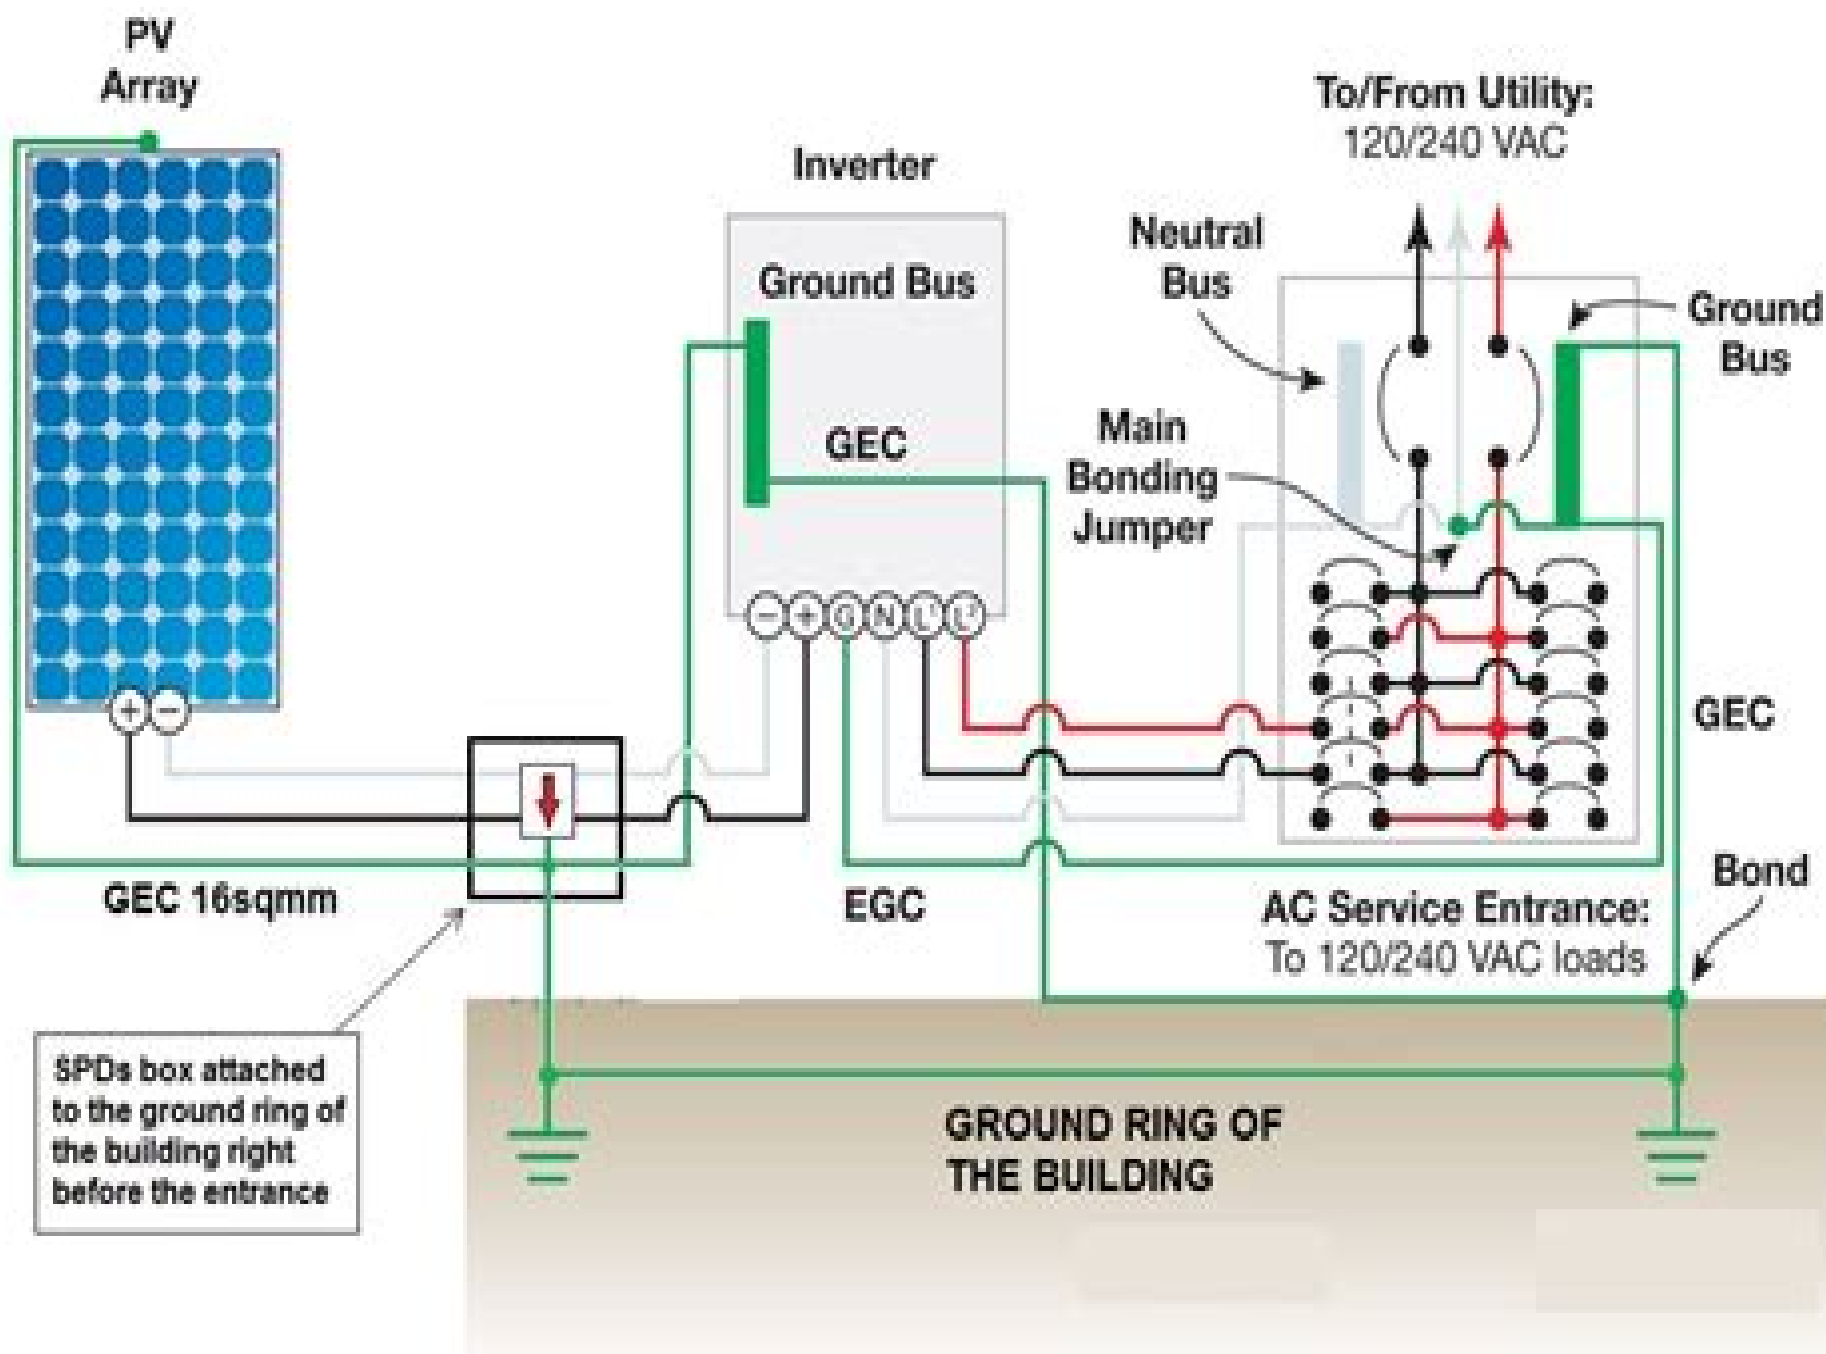 PV
Array
To/From Utility:
120/240 VAC
Inverter
Neutral
Bus
Ground Bus
Ground
Bus
Main
Bonding
Jumper
GEC
− + G N L¹ L²
+ −
GEC
GEC 16sqmm
EGC
AC Service Entrance:
To 120/240 VAC loads
Bond
SPDs box attached
to the ground ring of
the building right
before the entrance
GROUND RING OF
THE BUILDING